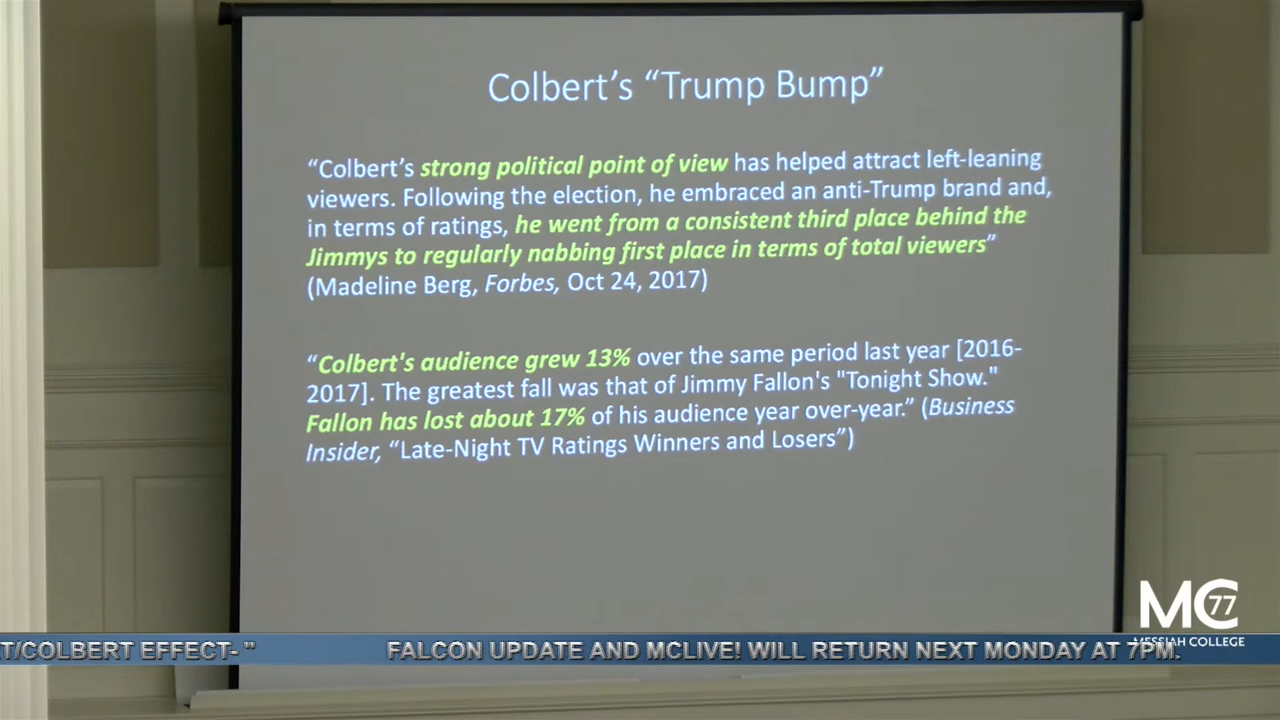 Colbert's “Trump Bump”
“Colbert's strong political point of view has helped attract left-leaning
viewers. Following the election, he embraced an anti-Trump brand and,
in terms of ratings, he went from a consistent third place behind the
Jimmys to regularly nabbing first place in terms of total viewers”
(Madeline Berg, Forbes, Oct 24, 2017)
“Colbert's audience grew 13% over the same period last year [2016-
2017]. The greatest fall was that of Jimmy Fallon's "Tonight Show."
Fallon has lost about 17% of his audience year over-year.” (Business
Insider, “Late-Night TV Ratings Winners and Losers”)
MC 77
MESSIAH COLLEGE
T/COLBERT EFFECT- ” FALCON UPDATE AND MCLIVE! WILL RETURN NEXT MONDAY AT 7PM.